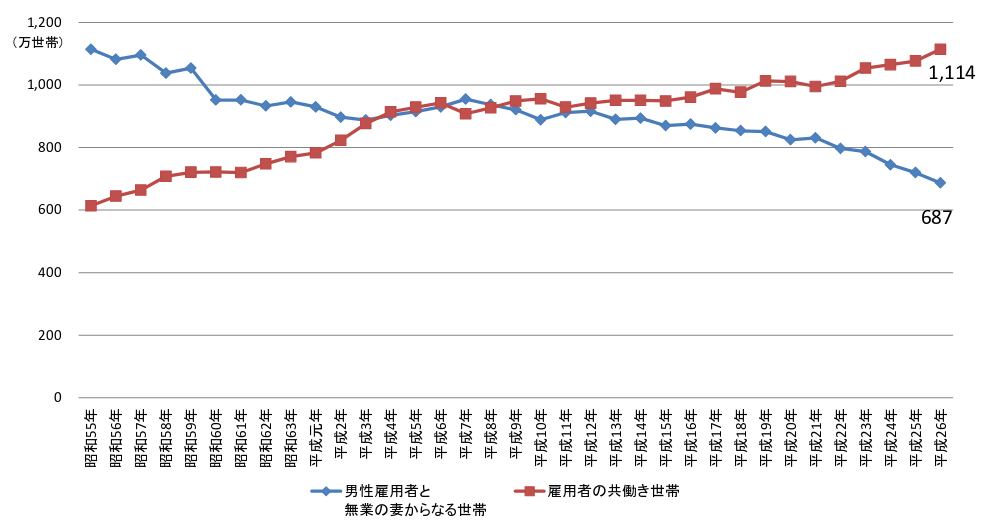 1,200
（万世帯）
1,000
800
600
400
200
0
1,114
687
昭和55年
昭和56年
昭和57年
昭和58年
昭和59年
昭和60年
昭和61年
昭和62年
昭和63年
平成元年
平成2年
平成3年
平成4年
平成5年
平成6年
平成7年
平成8年
平成9年
平成10年
平成11年
平成12年
平成13年
平成14年
平成15年
平成16年
平成17年
平成18年
平成19年
平成20年
平成21年
平成22年
平成23年
平成24年
平成25年
平成26年
男性雇用者と
無業の妻からなる世帯
雇用者の共働き世帯